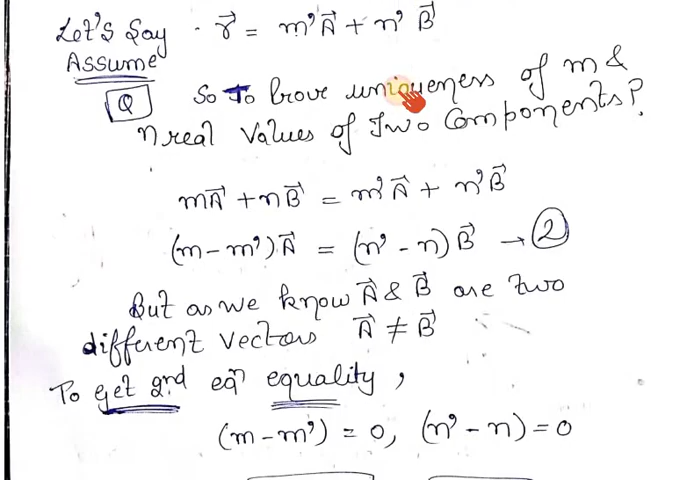 Let's Say · r⃗ = m'A⃗ + n' B⃗
Assume
Q So To Prove uniqueness of m &
n real Values of Two Components?
mA⃗ + nB⃗ = m'A⃗ + n'B⃗
(m - m')A⃗ = (n' - n)B⃗ → 2
But as we know A⃗ & B⃗ are two
different vectors A⃗ ≠ B⃗
To get 2nd eqn equality,
(m - m') = 0, (n' - n) = 0